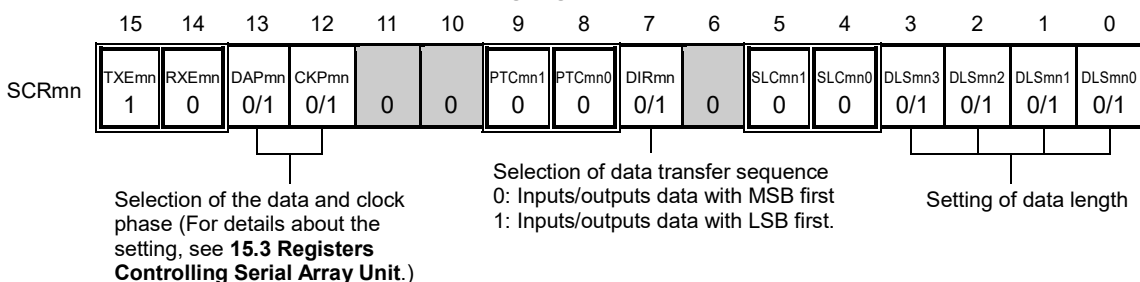 15 14 13 12 11 10 9 8 7 6 5 4 3 2 1 0
SCRmn
TXEmn RXEmn DAPmn CKPmn PTCmn1 PTCmn0 DIRmn SLCmn1 SLCmn0 DLSmn3 DLSmn2 DLSmn1 DLSmn0
1 0 0/1 0/1 0 0 0 0 0/1 0 0 0 0/1 0/1 0/1 0/1
Selection of the data and clock
phase (For details about the
setting, see 15.3 Registers
Controlling Serial Array Unit.)
Selection of data transfer sequence
0: Inputs/outputs data with MSB first
1: Inputs/outputs data with LSB first.
Setting of data length